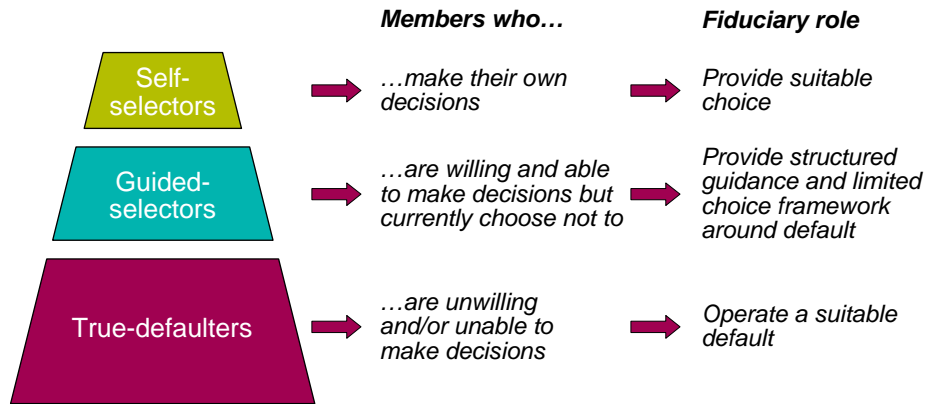 Members who…
Fiduciary role
Self-
selectors
…make their own
decisions
Provide suitable
choice
Guided-
selectors
…are willing and able
to make decisions but
currently choose not to
Provide structured
guidance and limited
choice framework
around default
True-defaulters
…are unwilling
and/or unable to
make decisions
Operate a suitable
default